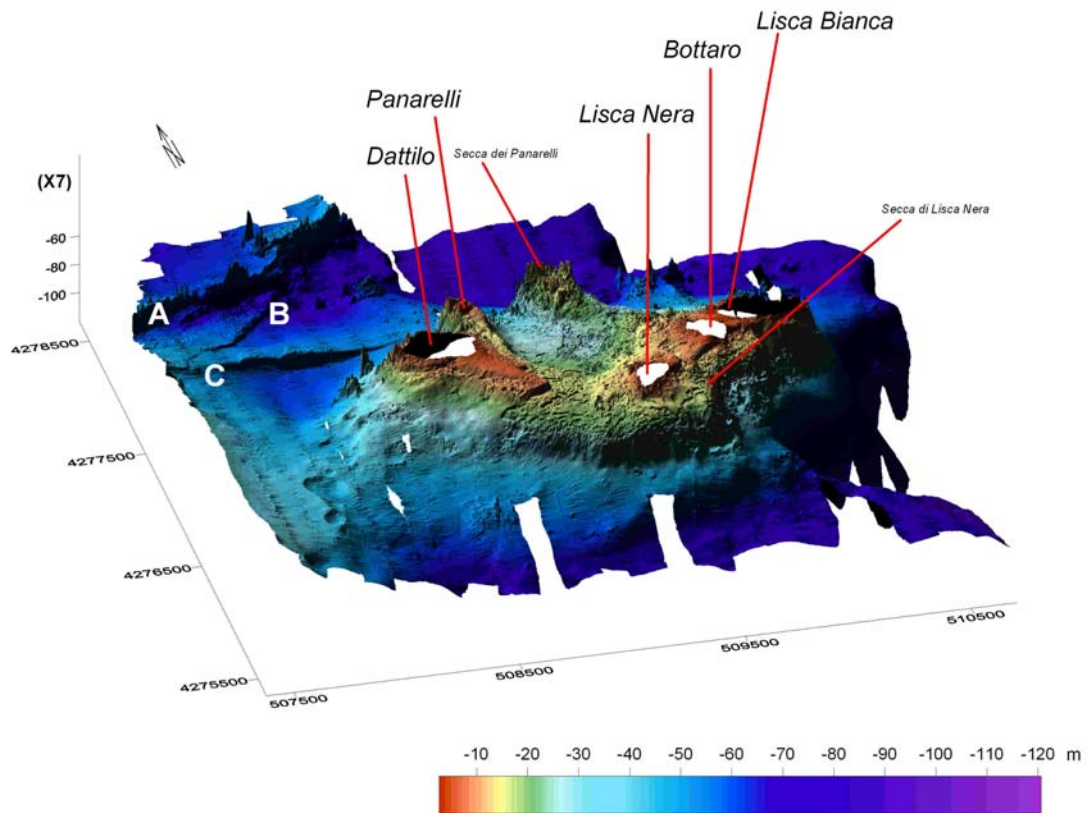 Lisca Bianca
Bottaro
Panarelli
Lisca Nera
Dattilo
Secca dei Panarelli
(X7)
Secca di Lisca Nera
-60
-80
-100
A
B
C
4278500
4277500
4276500
4275500
507500
508500
509500
510500
-10 -20 -30 -40 -50 -60 -70 -80 -90 -100 -110 -120 m